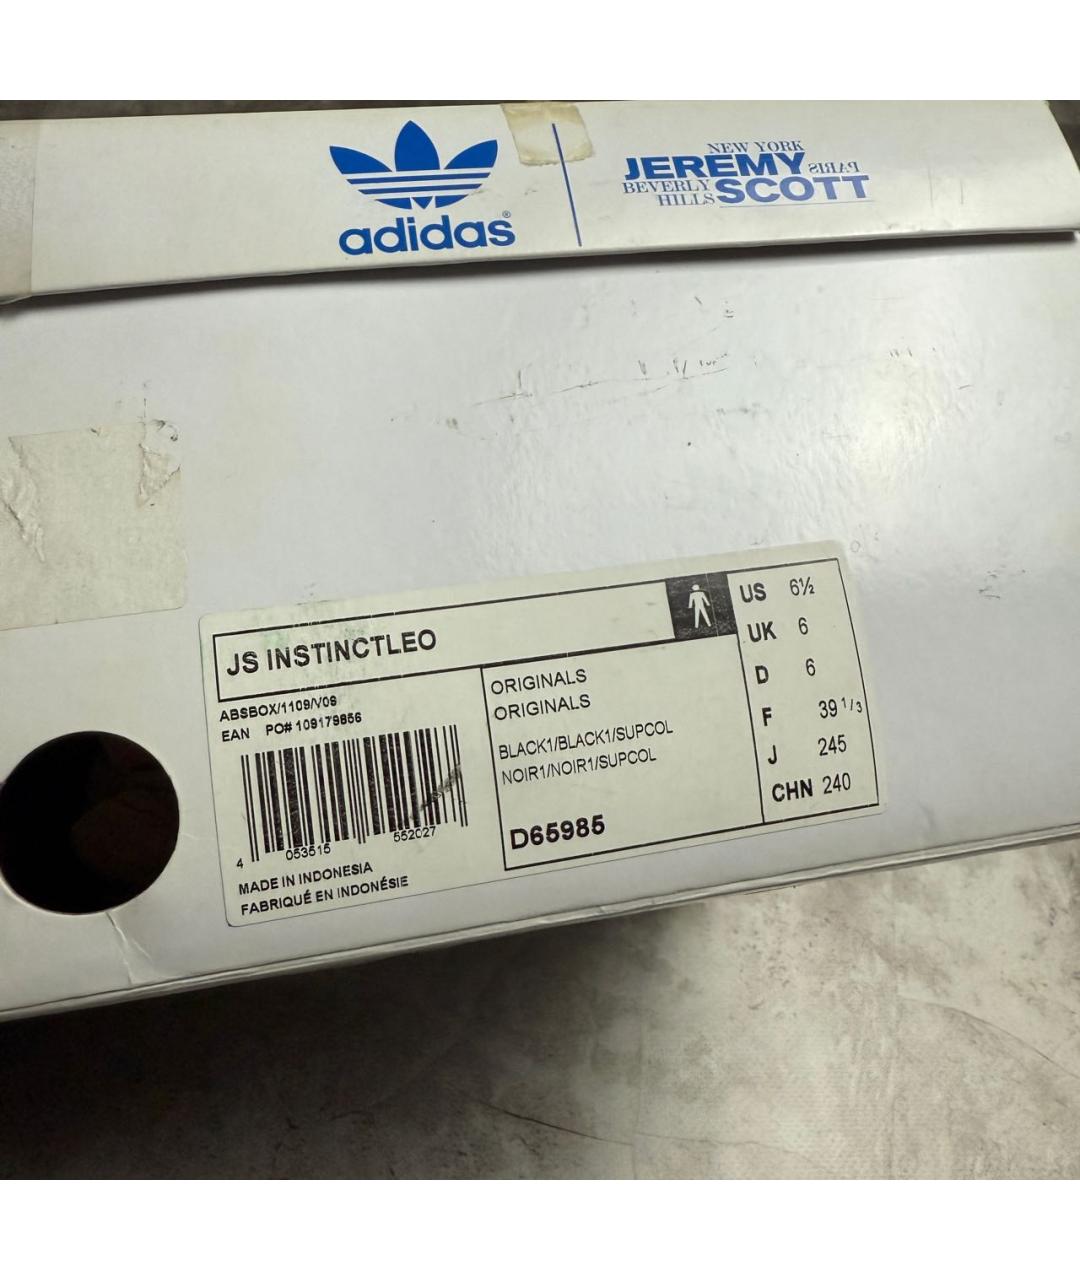 adidas®
NEW YORK
JEREMY PARIS
BEVERLY SCOTT
HILLS
JS INSTINCTLEO
ABSBOX/1109/V09
EAN PO# 109179856
4 053515 552027
MADE IN INDONESIA
FABRIQUÉ EN INDONÉSIE
ORIGINALS
ORIGINALS
BLACK1/BLACK1/SUPCOL
NOIR1/NOIR1/SUPCOL
D65985
US 6½
UK 6
D 6
F 39 1/3
J 245
CHN 240